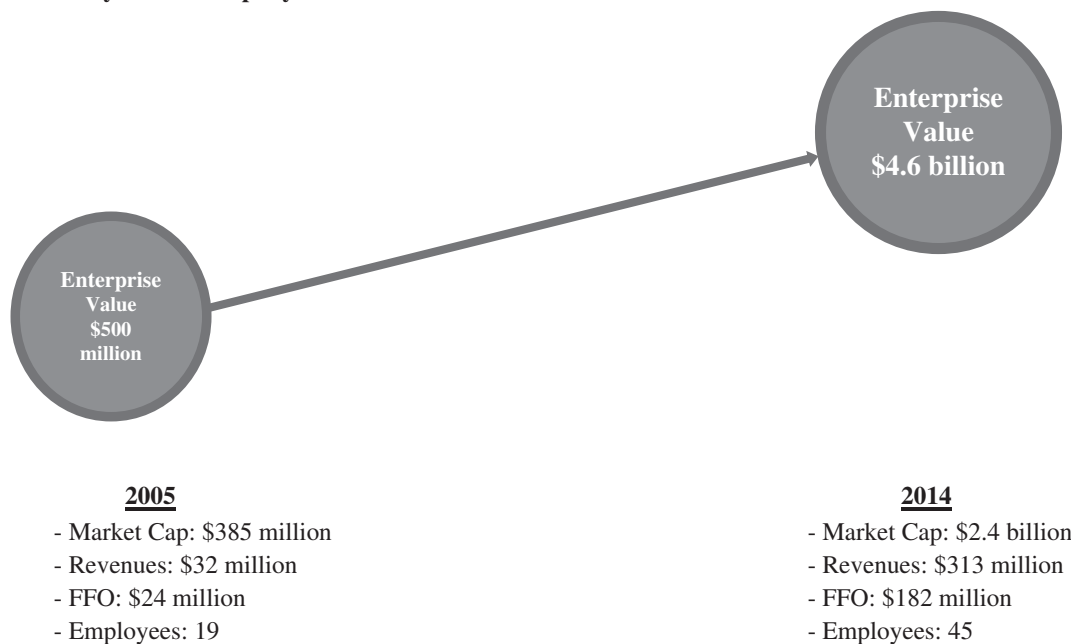 Enterprise
Value
$4.6 billion
Enterprise
Value
$500
million
2005
- Market Cap: $385 million
- Revenues: $32 million
- FFO: $24 million
- Employees: 19
2014
- Market Cap: $2.4 billion
- Revenues: $313 million
- FFO: $182 million
- Employees: 45